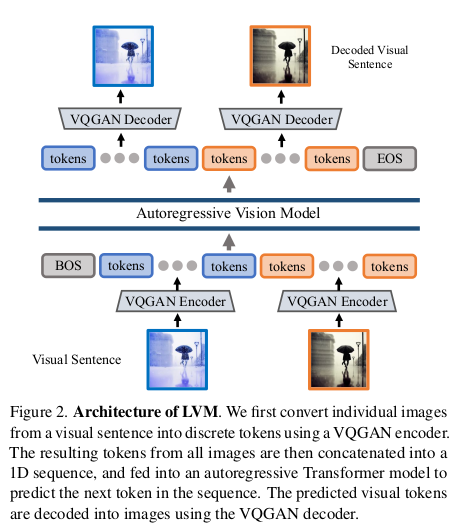 Decoded Visual
Sentence
VQGAN Decoder
VQGAN Decoder
tokens
tokens
tokens
tokens
EOS
Autoregressive Vision Model
BOS
tokens
tokens
tokens
tokens
VQGAN Encoder
VQGAN Encoder
Visual Sentence
Figure 2. Architecture of LVM. We first convert individual images
from a visual sentence into discrete tokens using a VQGAN encoder.
The resulting tokens from all images are then concatenated into a
1D sequence, and fed into an autoregressive Transformer model to
predict the next token in the sequence. The predicted visual tokens
are decoded into images using the VQGAN decoder.